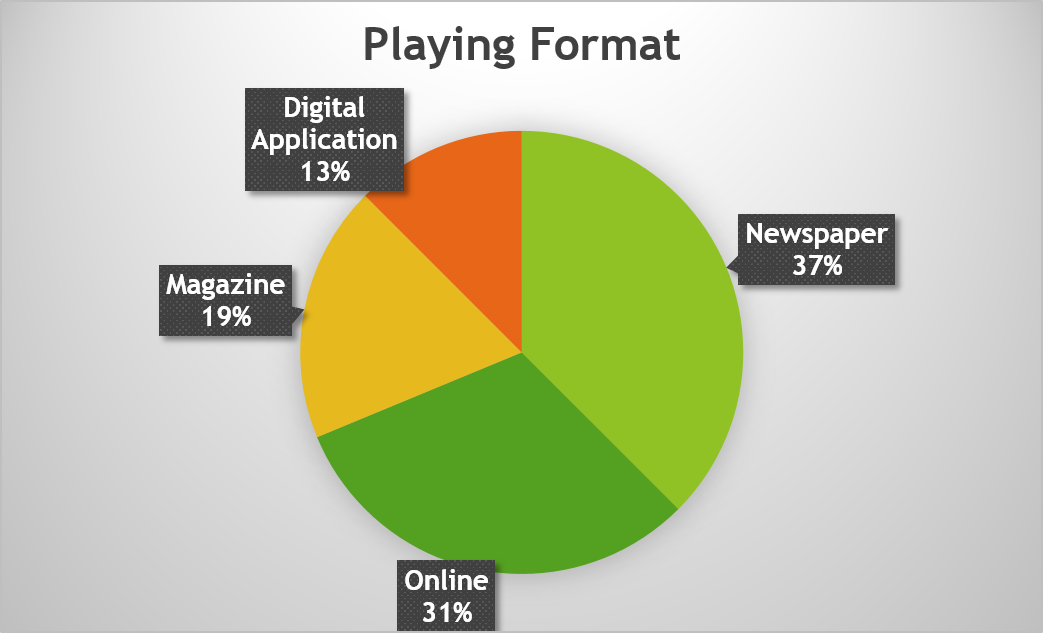 Playing Format
Digital
Application
13%
Newspaper
37%
Magazine
19%
Online
31%